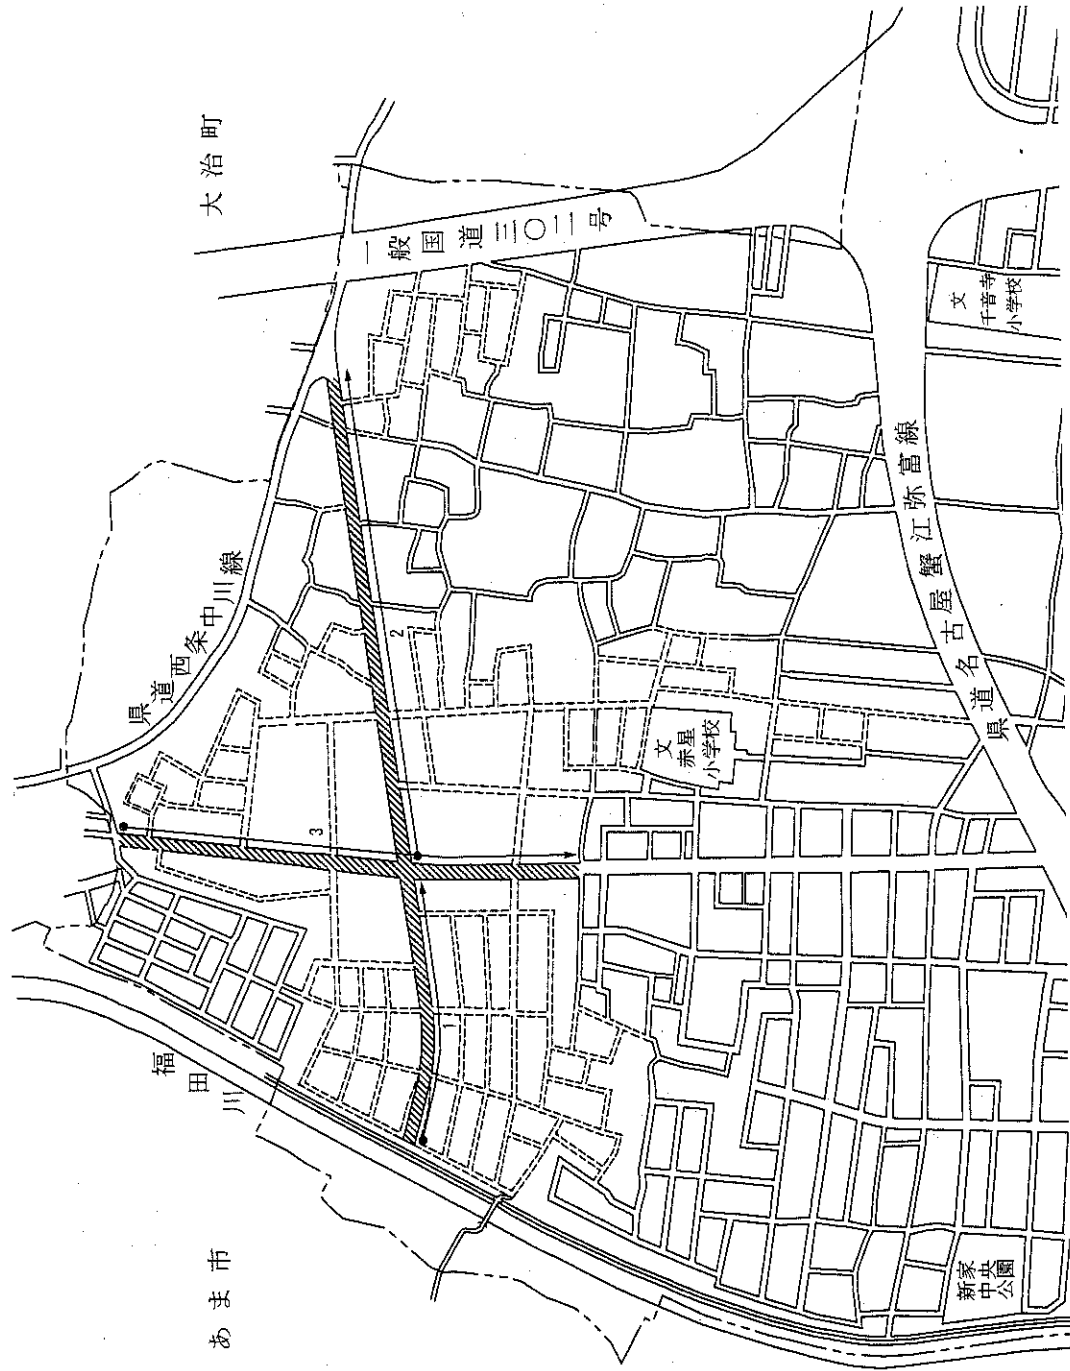 大治町
一般国道三〇二号
県道西条中川線
文
千音寺
小学校
県道名古屋蟹江弥富線
2
文
赤星
小学校
3
1
福田川
あま市
新家
中央
公園